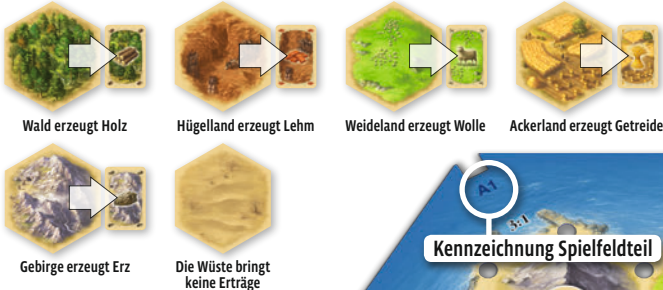 Wald erzeugt Holz
Hügelland erzeugt Lehm
Weideland erzeugt Wolle
Ackerland erzeugt Getreide
Gebirge erzeugt Erz
Die Wüste bringt
keine Erträge
A1
3:1
Kennzeichnung Spielfeldteil